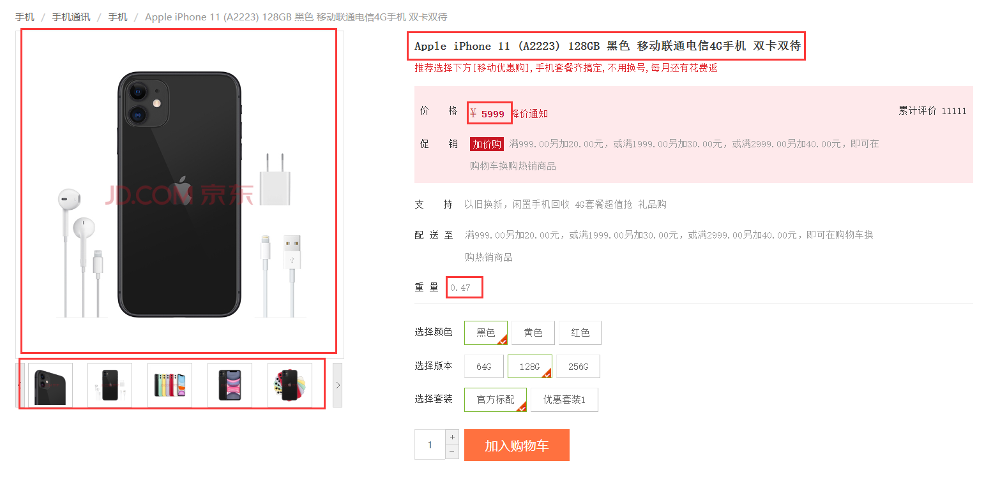 手机 / 手机通讯 / 手机 / Apple iPhone 11 (A2223) 128GB 黑色 移动联通电信4G手机 双卡双待
Apple iPhone 11 (A2223) 128GB 黑色 移动联通电信4G手机 双卡双待
推荐选择下方[移动优惠购],手机套餐齐搞定,不用换号,每月还有花费返
价 格 ¥ 5999 降价通知 累计评价 11111
促 销 加价购 满999.00另加20.00元，或满1999.00另加30.00元，或满2999.00另加40.00元，即可在
购物车换购热销商品
JD.COM 京东
支 持 以旧换新，闲置手机回收 4G套餐超值抢 礼品购
配 送 至 满999.00另加20.00元，或满1999.00另加30.00元，或满2999.00另加40.00元，即可在购物车换
购热销商品
重 量 0.47
选择颜色 黑色 黄色 红色
选择版本 64G 128G 256G
选择套装 官方标配 优惠套装1
1 + − 加入购物车